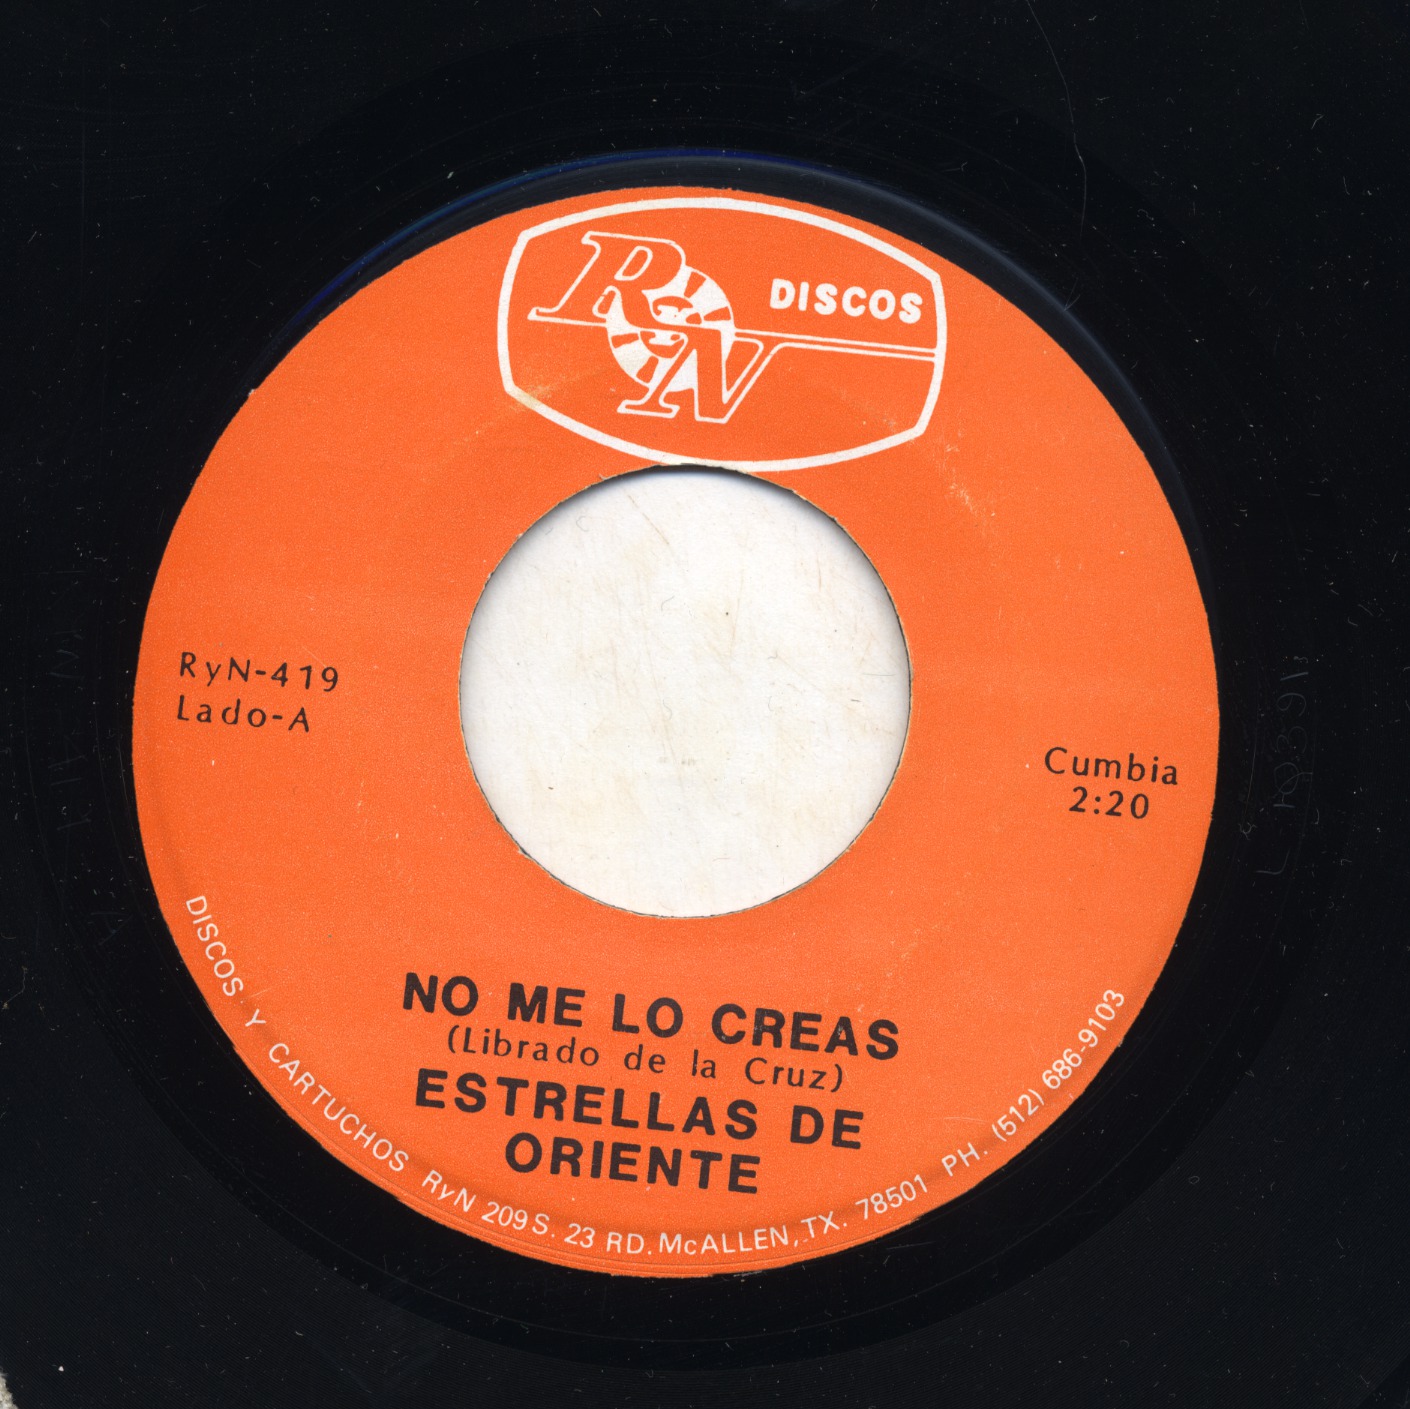 RyN
DISCOS
RyN-419
Lado-A
Cumbia
2:20
NO ME LO CREAS
(Librado de la Cruz)
ESTRELLAS DE
ORIENTE
DISCOS Y CARTUCHOS RyN 209 S. 23 RD. McALLEN, TX. 78501 PH. (512) 686-9103